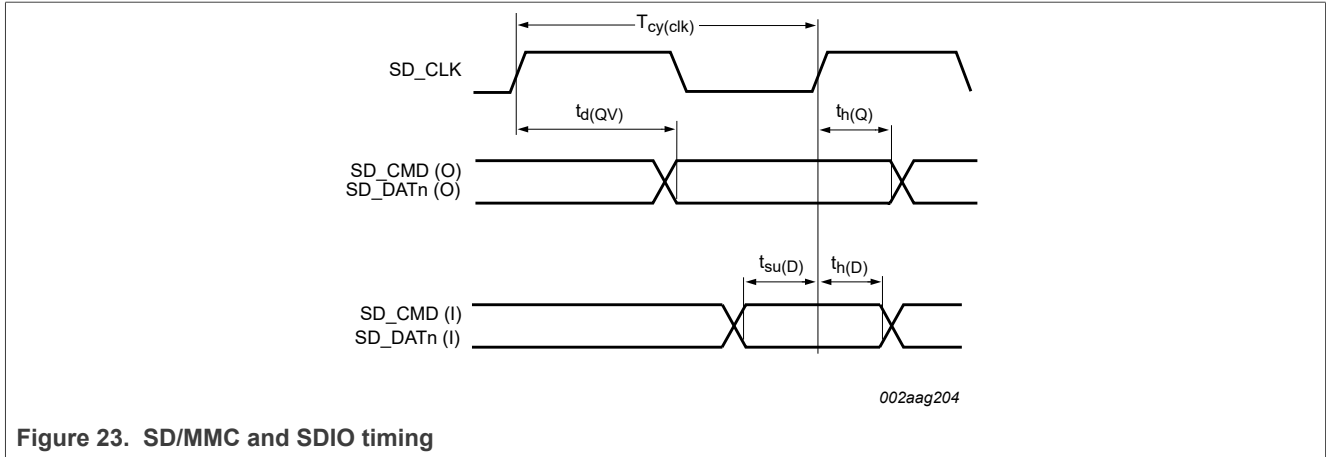 Tcy(clk)
SD_CLK
td(QV)
th(Q)
SD_CMD (O)
SD_DATn (O)
tsu(D)
th(D)
SD_CMD (I)
SD_DATn (I)
002aag204
Figure 23. SD/MMC and SDIO timing